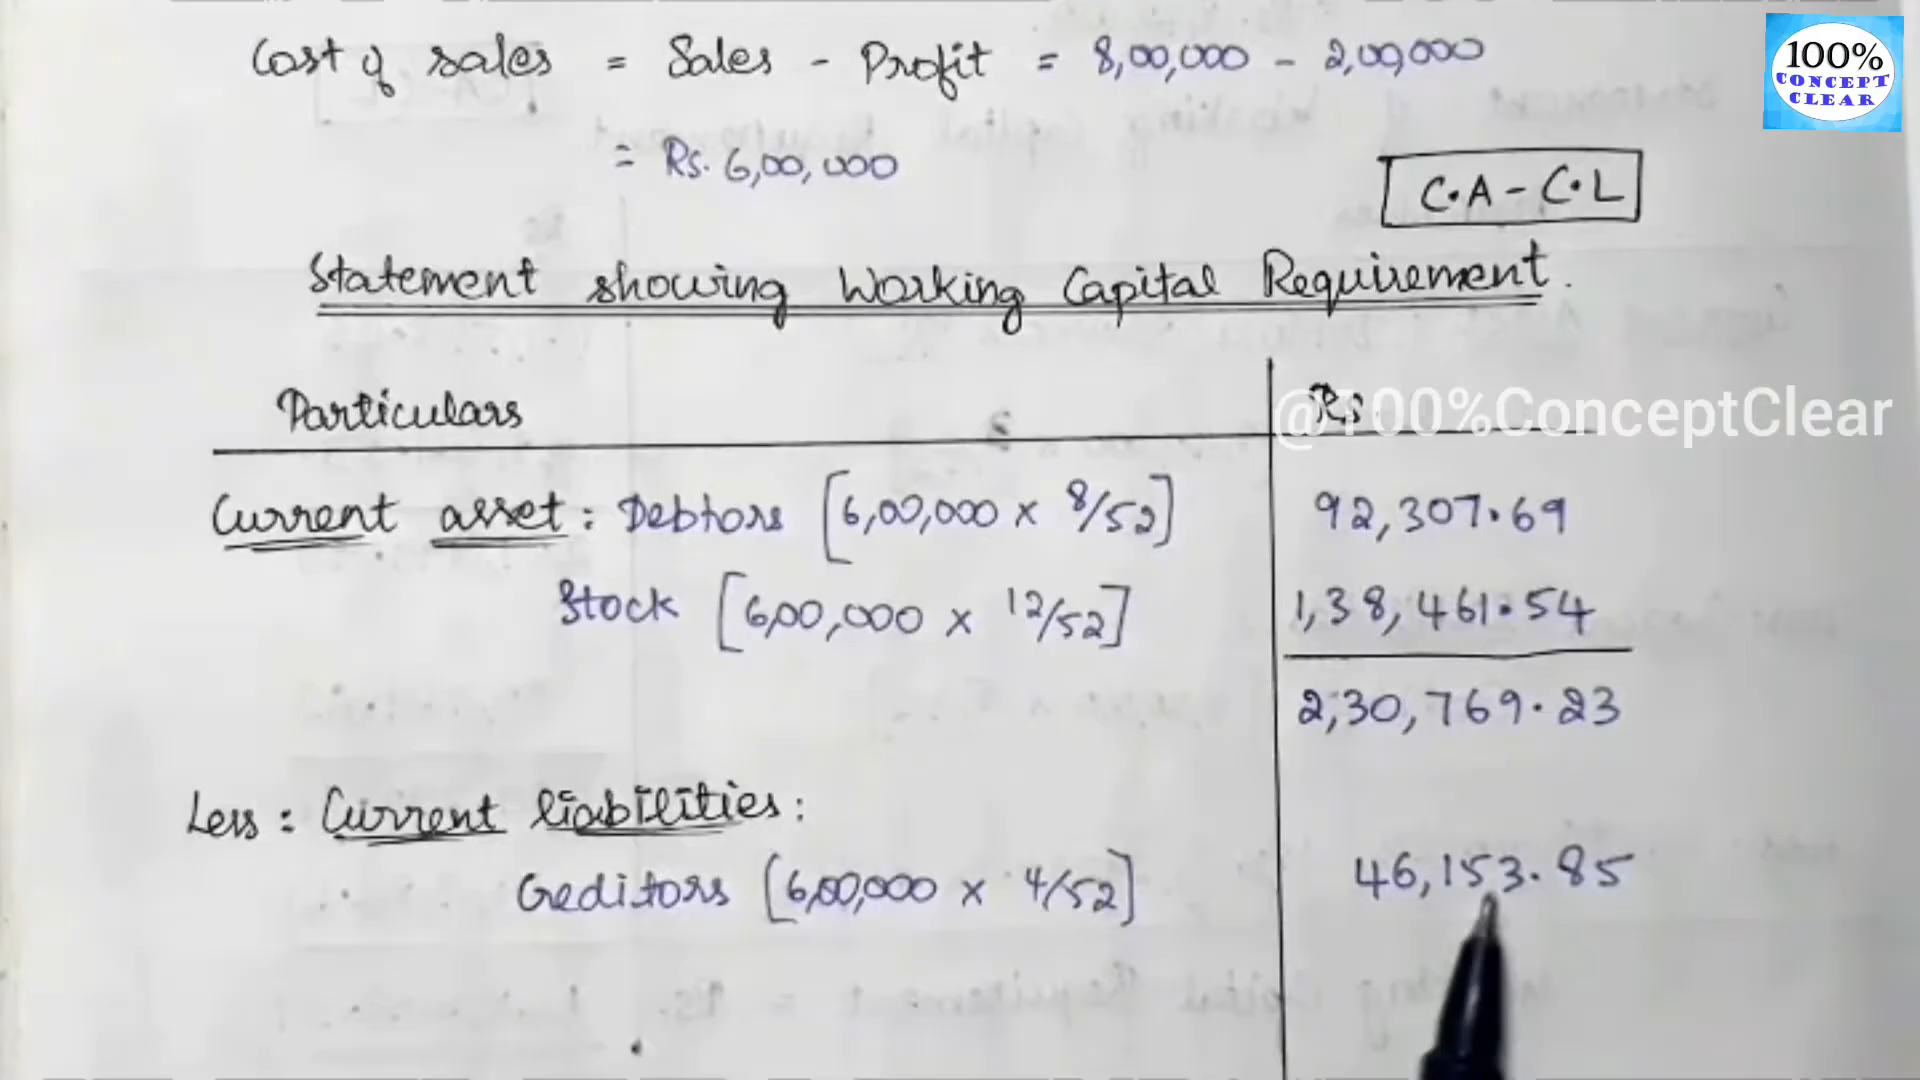 Cost of sales = Sales - Profit = 8,00,000 - 2,00,000
100%
CONCEPT
CLEAR
= Rs. 6,00,000
C.A - C.L
Statement showing Working Capital Requirement.
Particulars Rs.
@100%ConceptClear
Current asset : Debtors [6,00,000 x 8/52] 92,307.69
Stock [6,00,000 x 12/52] 1,38,461.54
2,30,769.23
Less : Current liabilities :
Creditors [6,00,000 x 4/52] 46,153.85